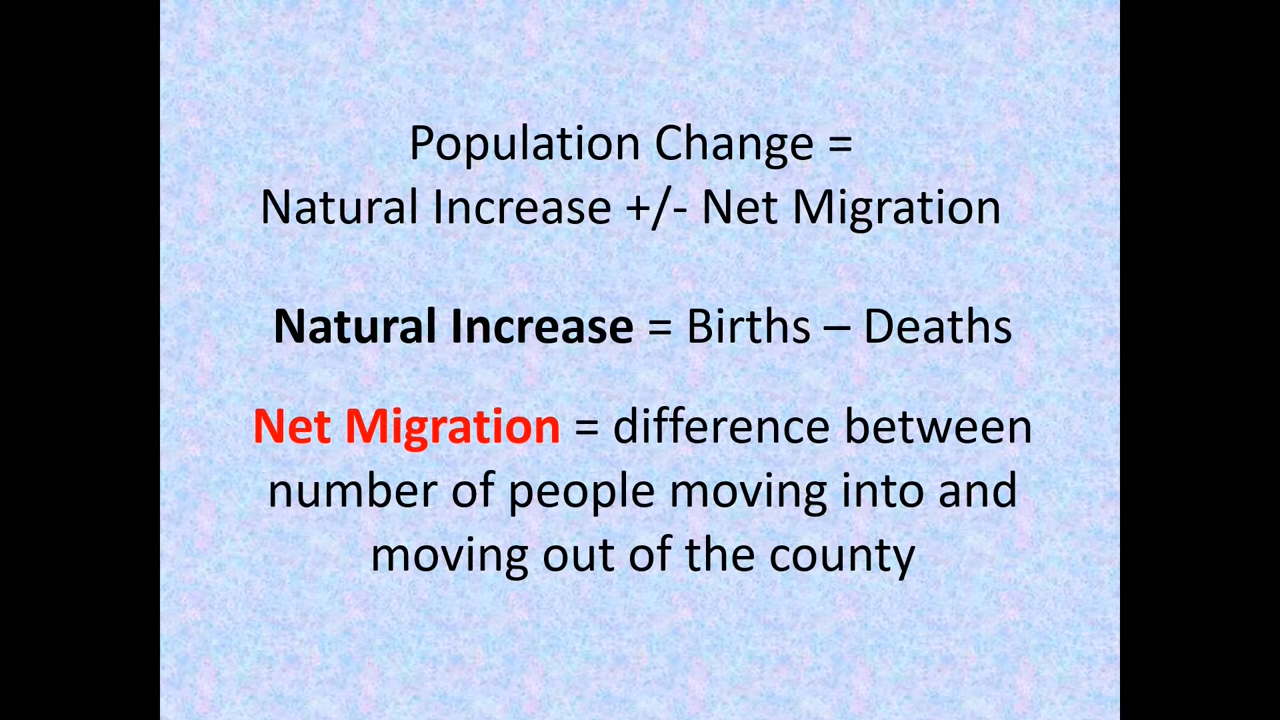 Population Change =
Natural Increase +/- Net Migration
Natural Increase = Births – Deaths
Net Migration = difference between
number of people moving into and
moving out of the county